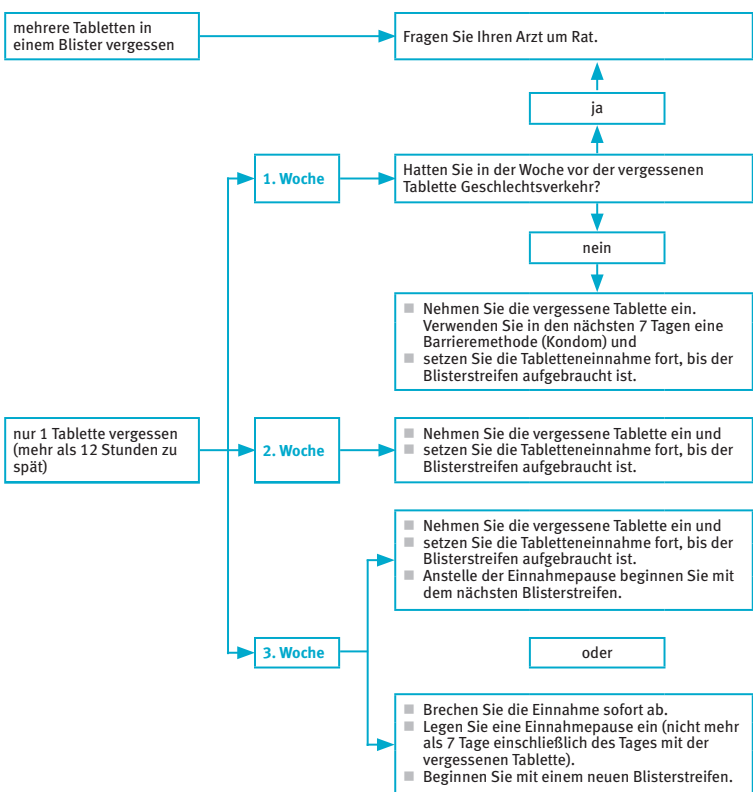 mehrere Tabletten in
einem Blister vergessen
Fragen Sie Ihren Arzt um Rat.
ja
1. Woche
Hatten Sie in der Woche vor der vergessenen
Tablette Geschlechtsverkehr?
nein
Nehmen Sie die vergessene Tablette ein.
Verwenden Sie in den nächsten 7 Tagen eine
Barrieremethode (Kondom) und
setzen Sie die Tabletteneinnahme fort, bis der
Blisterstreifen aufgebraucht ist.
nur 1 Tablette vergessen
(mehr als 12 Stunden zu
spät)
2. Woche
Nehmen Sie die vergessene Tablette ein und
setzen Sie die Tabletteneinnahme fort, bis der
Blisterstreifen aufgebraucht ist.
Nehmen Sie die vergessene Tablette ein und
setzen Sie die Tabletteneinnahme fort, bis der
Blisterstreifen aufgebraucht ist.
Anstelle der Einnahmepause beginnen Sie mit
dem nächsten Blisterstreifen.
3. Woche
oder
Brechen Sie die Einnahme sofort ab.
Legen Sie eine Einnahmepause ein (nicht mehr
als 7 Tage einschließlich des Tages mit der
vergessenen Tablette).
Beginnen Sie mit einem neuen Blisterstreifen.